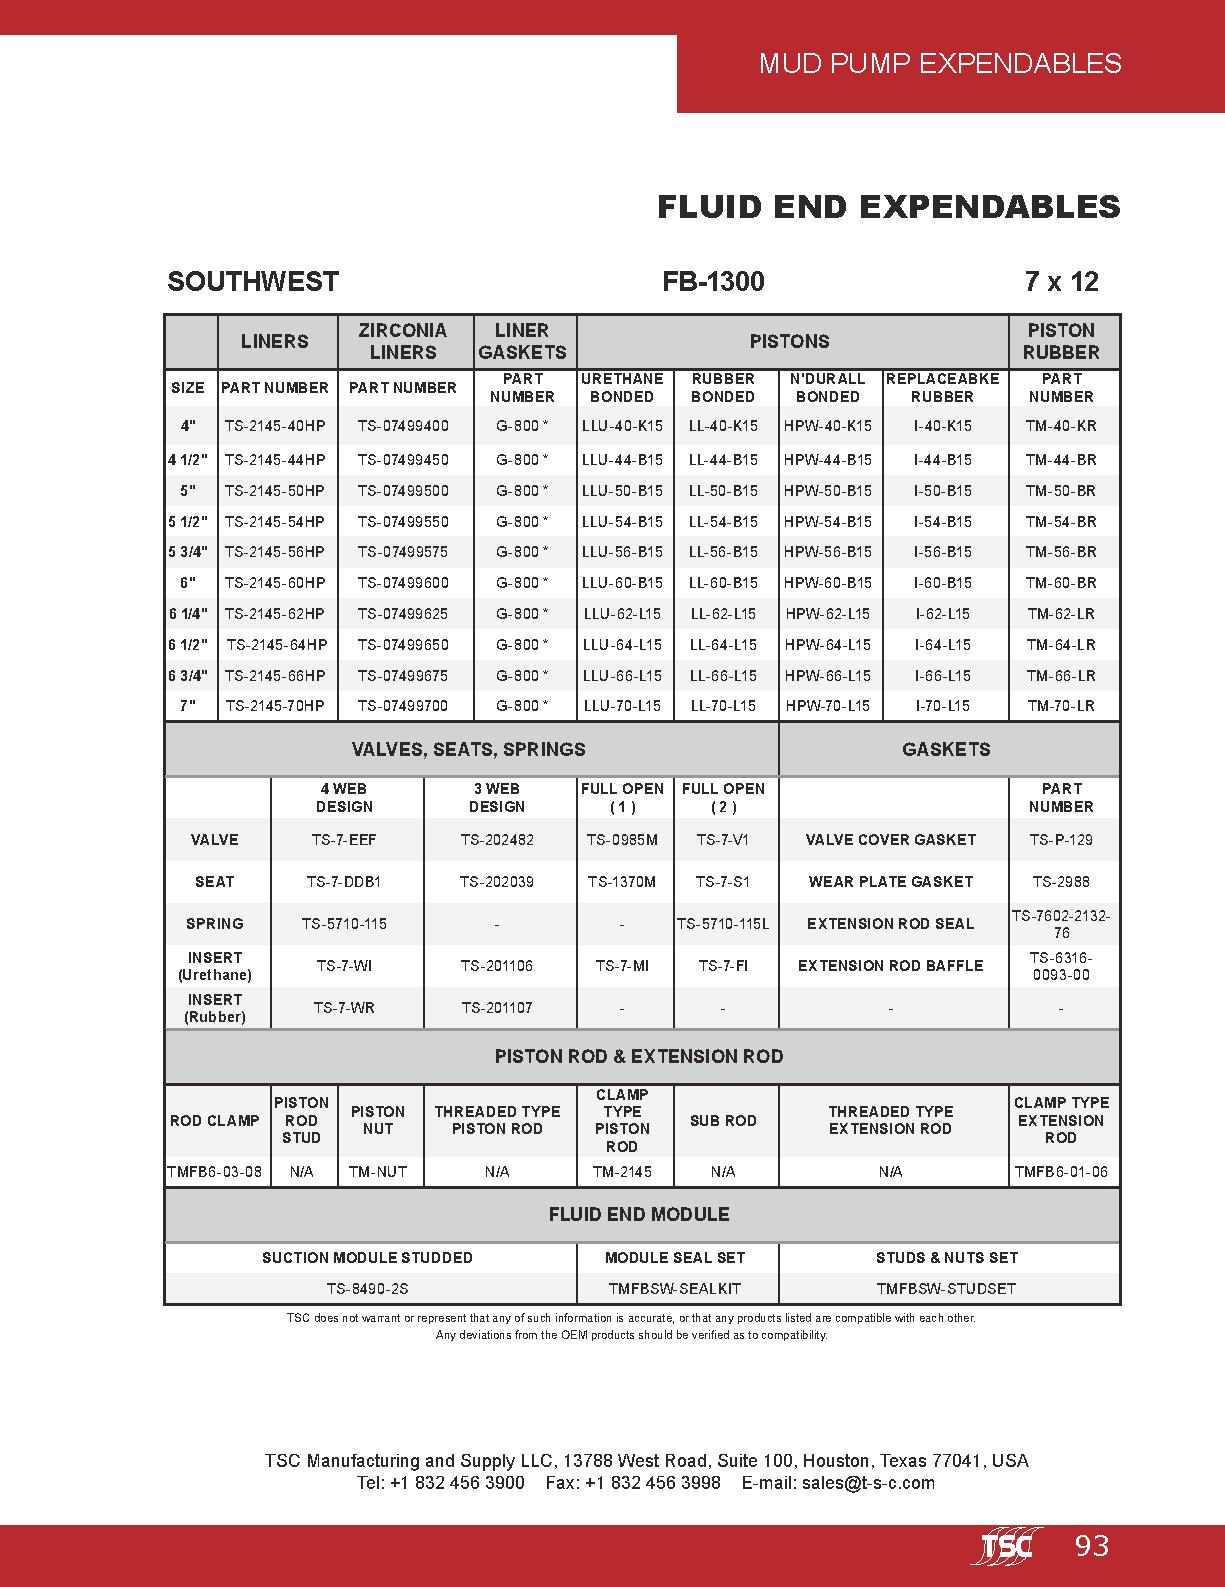 MUD PUMP EXPENDABLES
FLUID END EXPENDABLES
SOUTHWEST FB-1300 7 x 12
LINERS ZIRCONIA LINERS LINER GASKETS PISTONS PISTON RUBBER
SIZE PART NUMBER PART NUMBER PART NUMBER URETHANE BONDED RUBBER BONDED N'DURALL BONDED REPLACEABKE RUBBER PART NUMBER
4" TS-2145-40HP TS-07499400 G-800 * LLU-40-K15 LL-40-K15 HPW-40-K15 I-40-K15 TM-40-KR
4 1/2" TS-2145-44HP TS-07499450 G-800 * LLU-44-B15 LL-44-B15 HPW-44-B15 I-44-B15 TM-44-BR
5" TS-2145-50HP TS-07499500 G-800 * LLU-50-B15 LL-50-B15 HPW-50-B15 I-50-B15 TM-50-BR
5 1/2" TS-2145-54HP TS-07499550 G-800 * LLU-54-B15 LL-54-B15 HPW-54-B15 I-54-B15 TM-54-BR
5 3/4" TS-2145-56HP TS-07499575 G-800 * LLU-56-B15 LL-56-B15 HPW-56-B15 I-56-B15 TM-56-BR
6" TS-2145-60HP TS-07499600 G-800 * LLU-60-B15 LL-60-B15 HPW-60-B15 I-60-B15 TM-60-BR
6 1/4" TS-2145-62HP TS-07499625 G-800 * LLU-62-L15 LL-62-L15 HPW-62-L15 I-62-L15 TM-62-LR
6 1/2" TS-2145-64HP TS-07499650 G-800 * LLU-64-L15 LL-64-L15 HPW-64-L15 I-64-L15 TM-64-LR
6 3/4" TS-2145-66HP TS-07499675 G-800 * LLU-66-L15 LL-66-L15 HPW-66-L15 I-66-L15 TM-66-LR
7" TS-2145-70HP TS-07499700 G-800 * LLU-70-L15 LL-70-L15 HPW-70-L15 I-70-L15 TM-70-LR
VALVES, SEATS, SPRINGS GASKETS
4 WEB DESIGN 3 WEB DESIGN FULL OPEN ( 1 ) FULL OPEN ( 2 ) PART NUMBER
VALVE TS-7-EEF TS-202482 TS-0985M TS-7-V1 VALVE COVER GASKET TS-P-129
SEAT TS-7-DDB1 TS-202039 TS-1370M TS-7-S1 WEAR PLATE GASKET TS-2988
SPRING TS-5710-115 - - TS-5710-115L EXTENSION ROD SEAL TS-7602-2132-76
INSERT (Urethane) TS-7-WI TS-201106 TS-7-MI TS-7-FI EXTENSION ROD BAFFLE TS-6316-0093-00
INSERT (Rubber) TS-7-WR TS-201107 - - - -
PISTON ROD & EXTENSION ROD
ROD CLAMP PISTON ROD STUD PISTON NUT THREADED TYPE PISTON ROD CLAMP TYPE PISTON ROD SUB ROD THREADED TYPE EXTENSION ROD CLAMP TYPE EXTENSION ROD
TMFB6-03-08 N/A TM-NUT N/A TM-2145 N/A N/A TMFB6-01-06
FLUID END MODULE
SUCTION MODULE STUDDED MODULE SEAL SET STUDS & NUTS SET
TS-8490-2S TMFBSW-SEALKIT TMFBSW-STUDSET
TSC does not warrant or represent that any of such information is accurate, or that any products listed are compatible with each other.
Any deviations from the OEM products should be verified as to compatibility.
TSC Manufacturing and Supply LLC, 13788 West Road, Suite 100, Houston, Texas 77041, USA
Tel: +1 832 456 3900 Fax: +1 832 456 3998 E-mail: sales@t-s-c.com
TSC 93